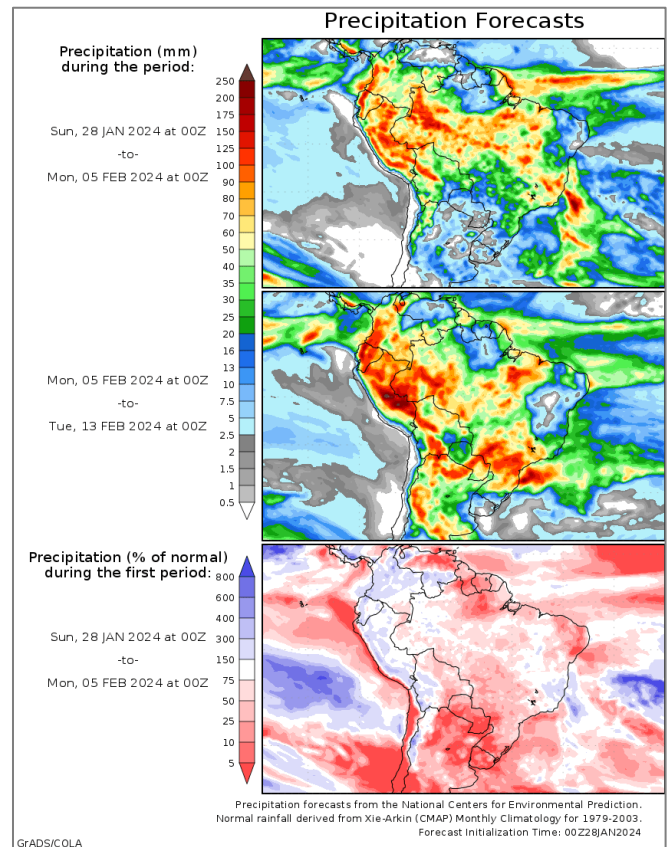 Precipitation Forecasts
Precipitation (mm)
during the period:
Sun, 28 JAN 2024 at 00Z
-to-
Mon, 05 FEB 2024 at 00Z
250
200
175
150
125
100
90
80
70
60
50
40
35
30
25
20
16
13
10
7.5
5
2.5
2
1.5
1
0.5
Mon, 05 FEB 2024 at 00Z
-to-
Tue, 13 FEB 2024 at 00Z
Precipitation (% of normal)
during the first period:
Sun, 28 JAN 2024 at 00Z
-to-
Mon, 05 FEB 2024 at 00Z
800
600
400
300
150
75
50
25
10
5
Precipitation forecasts from the National Centers for Environmental Prediction.
Normal rainfall derived from Xie-Arkin (CMAP) Monthly Climatology for 1979-2003.
Forecast Initialization Time: 00Z28JAN2024
GrADS/COLA